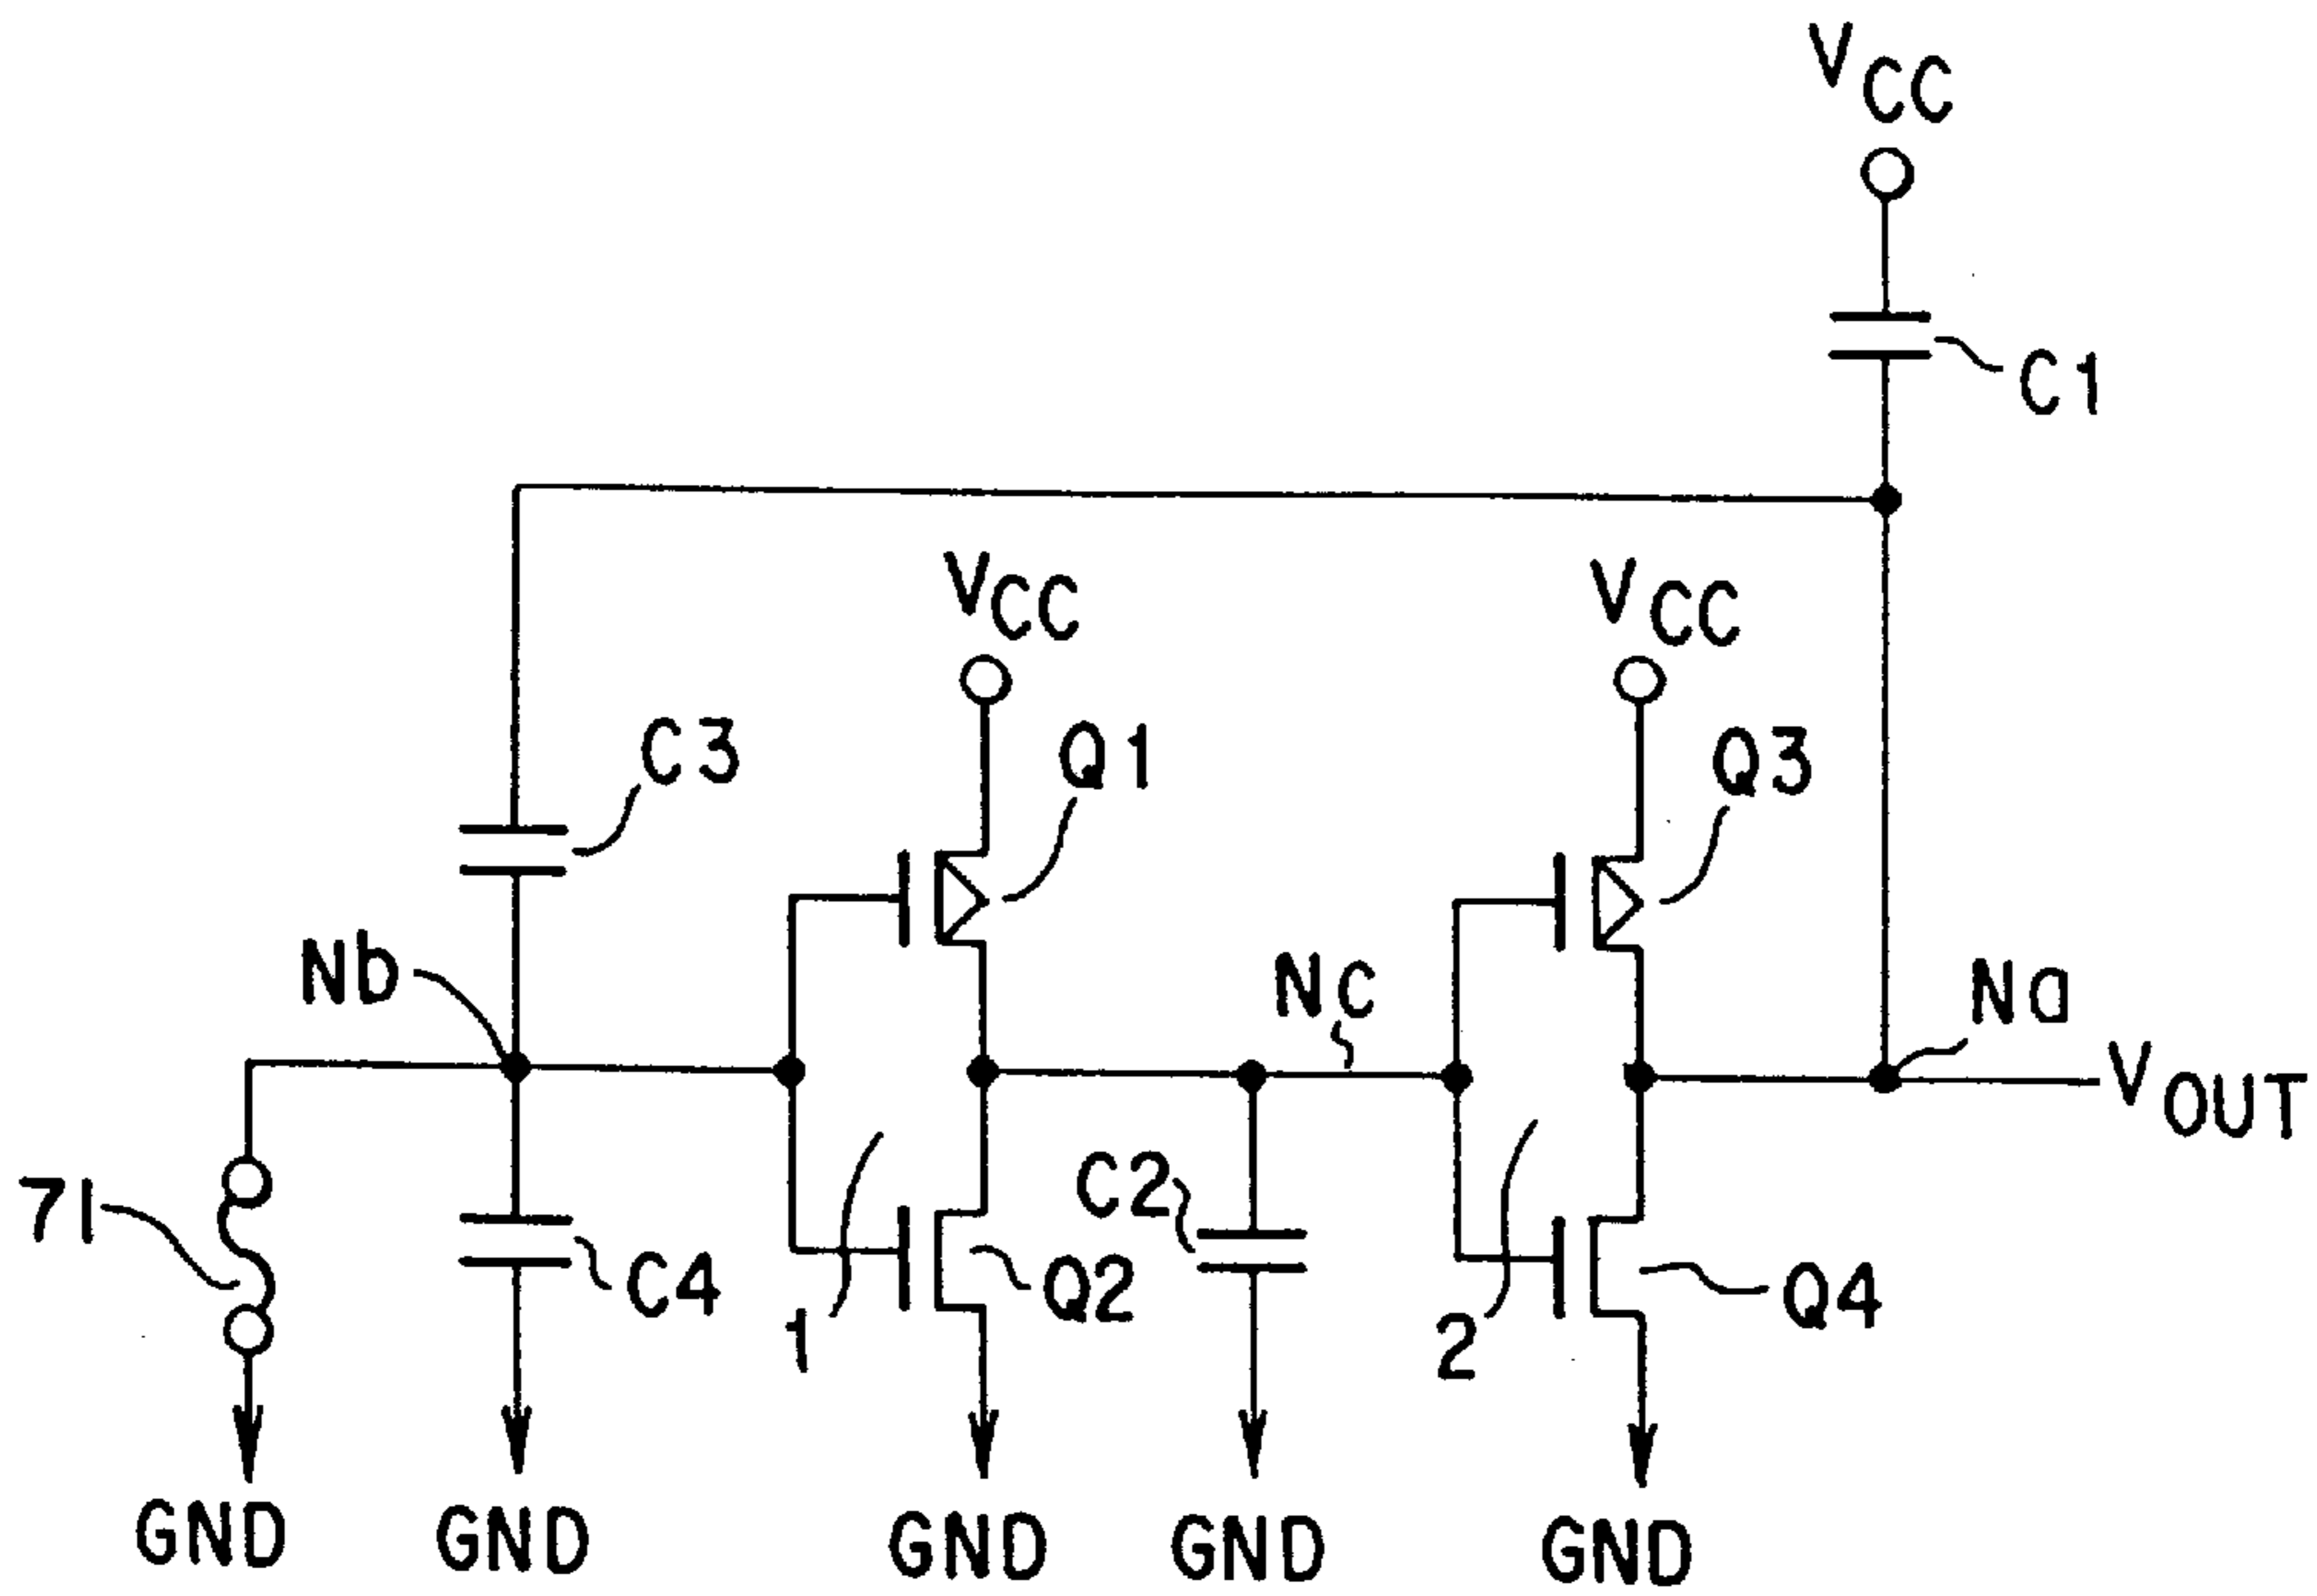 VCC
C1
VCC
VCC
C3
Q1
Q3
Nb
Nc
Na
VOUT
71
C4
1
Q2
C2
2
Q4
GND
GND
GND
GND
GND